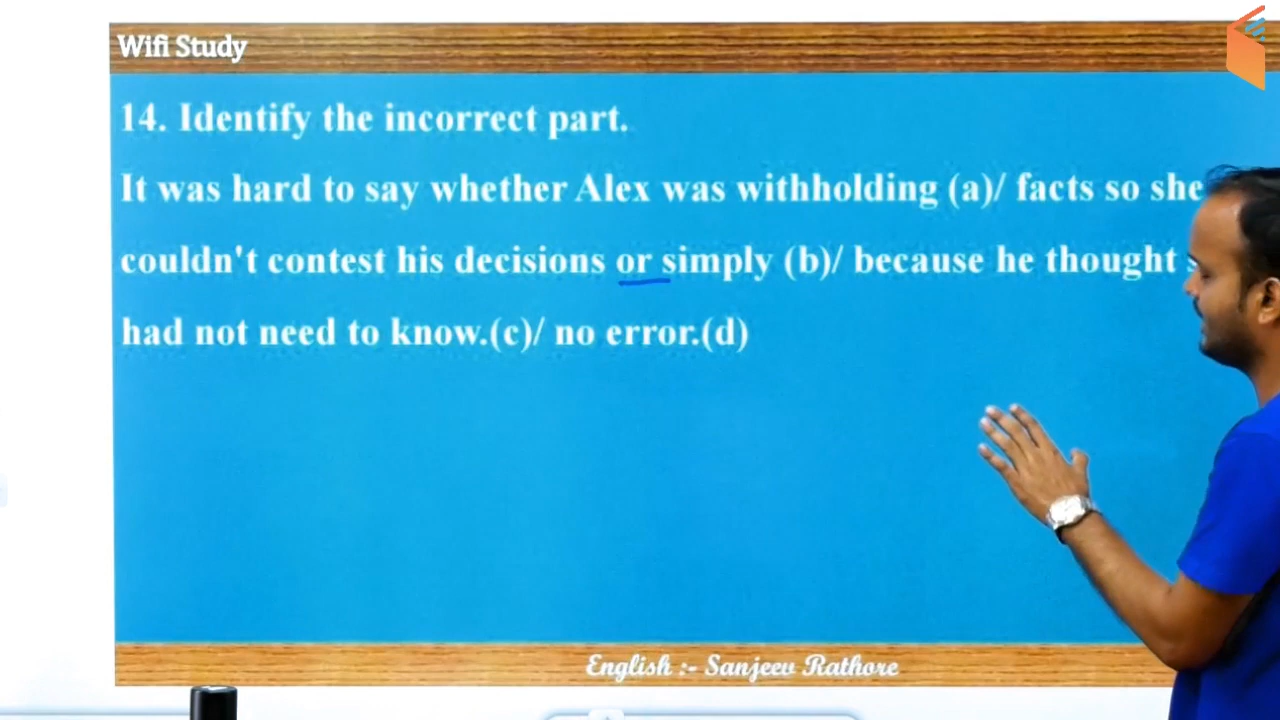 Wifi Study
14. Identify the incorrect part.
It was hard to say whether Alex was withholding (a)/ facts so she
couldn't contest his decisions or simply (b)/ because he thought
had not need to know.(c)/ no error.(d)
English :- Sanjeev Rathore